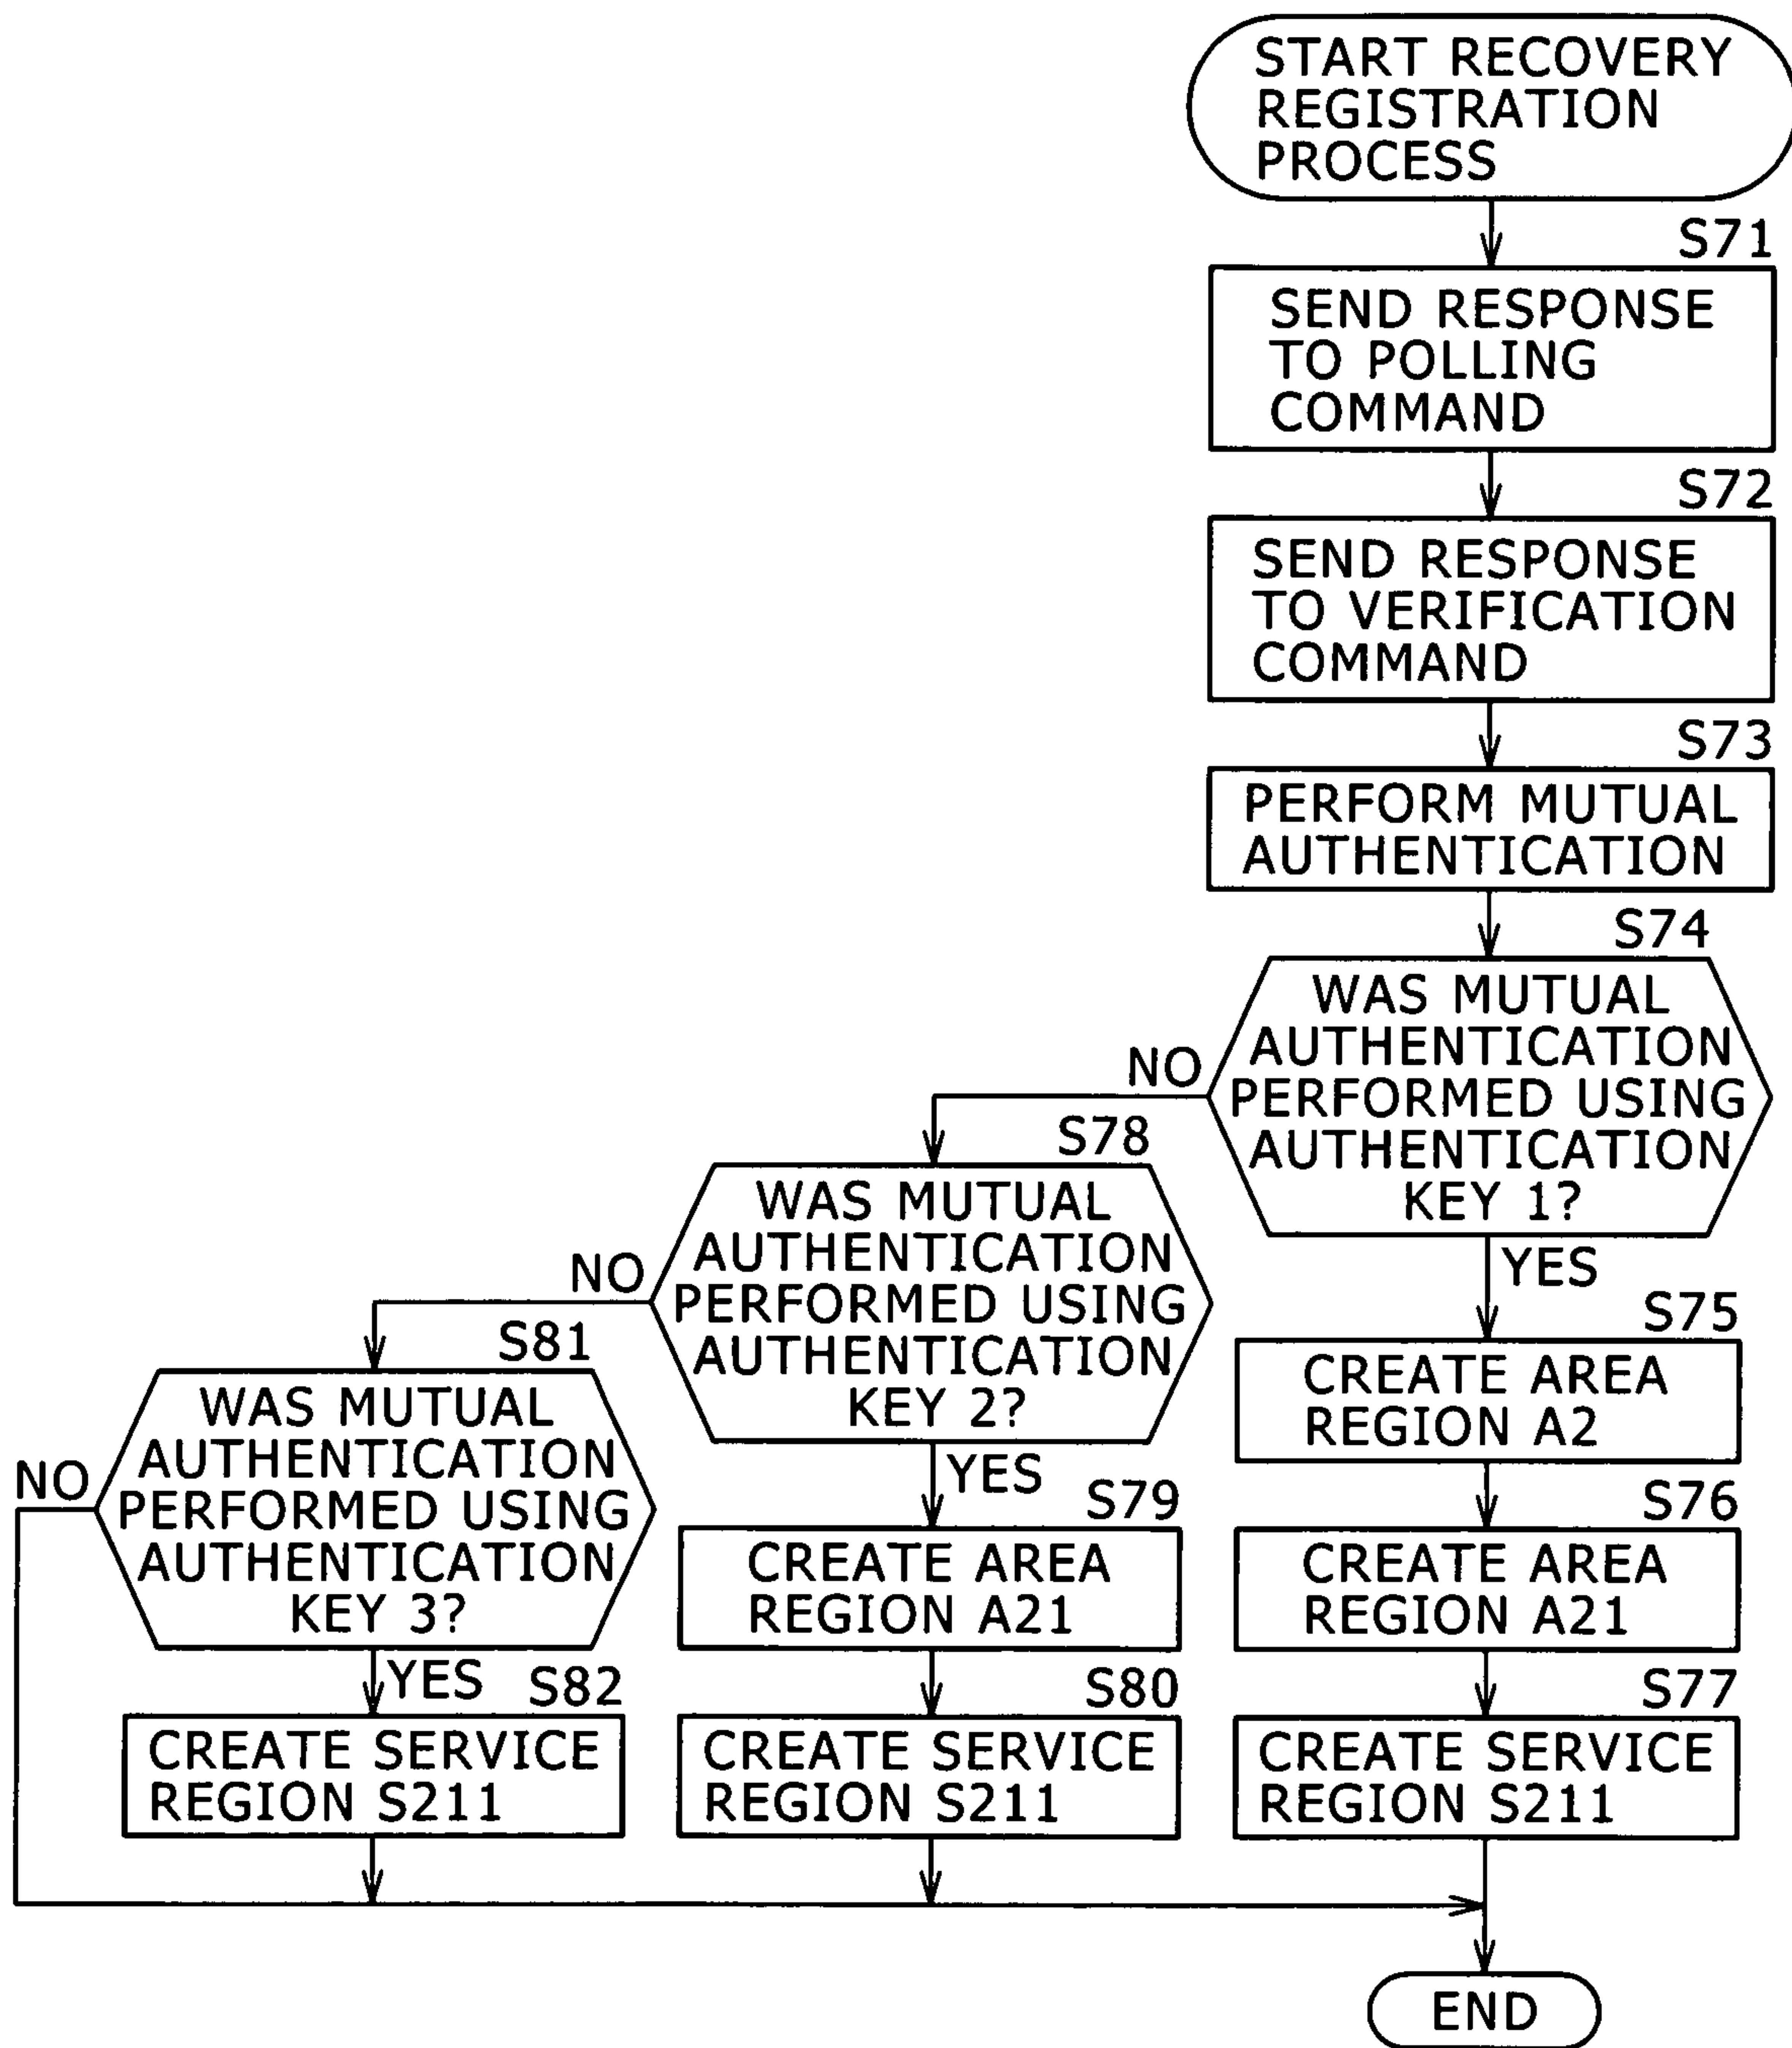 START RECOVERY
REGISTRATION
PROCESS
S71
SEND RESPONSE
TO POLLING
COMMAND
S72
SEND RESPONSE
TO VERIFICATION
COMMAND
S73
PERFORM MUTUAL
AUTHENTICATION
S74
WAS MUTUAL
AUTHENTICATION
PERFORMED USING
AUTHENTICATION
KEY 1?
NO
YES
S75
CREATE AREA
REGION A2
S76
CREATE AREA
REGION A21
S77
CREATE SERVICE
REGION S211
S78
WAS MUTUAL
AUTHENTICATION
PERFORMED USING
AUTHENTICATION
KEY 2?
NO
YES
S79
CREATE AREA
REGION A21
S80
CREATE SERVICE
REGION S211
S81
WAS MUTUAL
AUTHENTICATION
PERFORMED USING
AUTHENTICATION
KEY 3?
NO
YES
S82
CREATE SERVICE
REGION S211
END